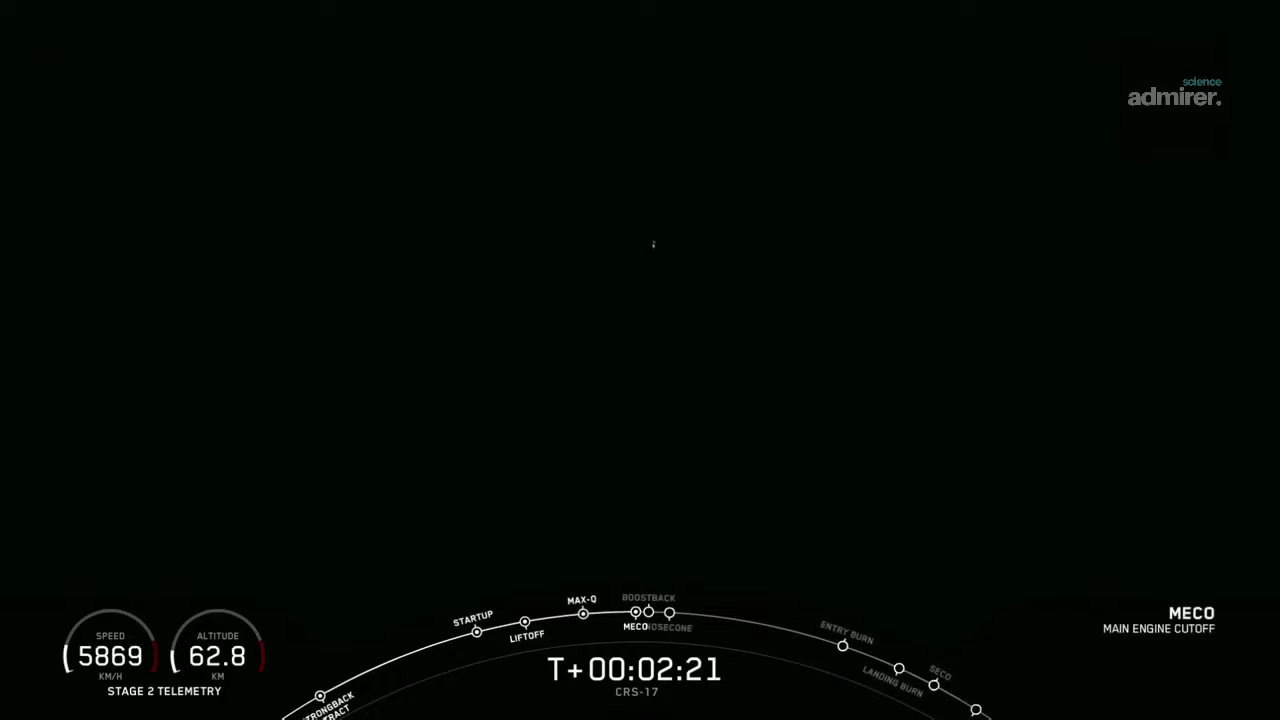 science
admirer.
BOOSTBACK
MAX-Q
STARTUP
LIFTOFF
MECO
ENTRY BURN
LANDING BURN
SECO
MECO
MAIN ENGINE CUTOFF
SPEED
5869
KM/H
ALTITUDE
62.8
KM
STAGE 2 TELEMETRY
T+00:02:21
CRS-17